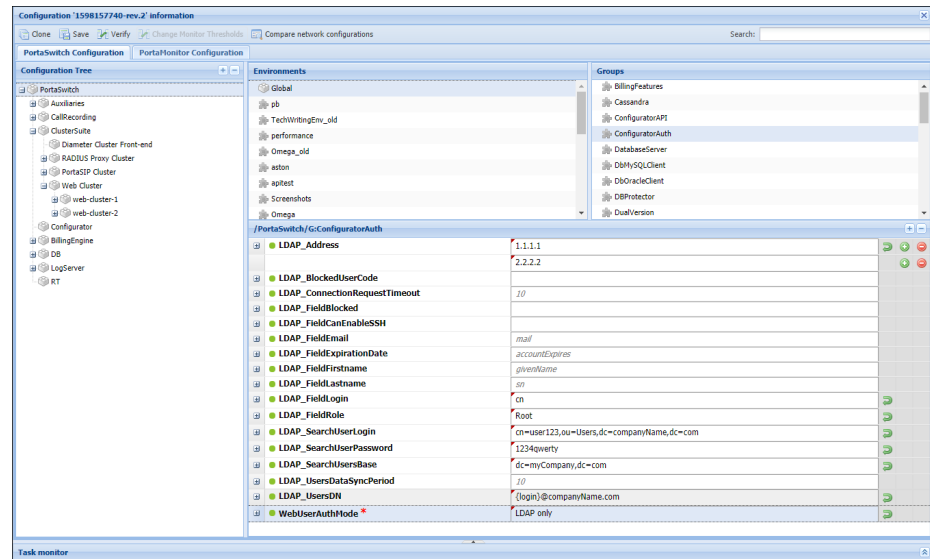 Configuration '1598157740-rev.2' information
Clone Save Verify Change Monitor Thresholds Compare network configurations Search:
PortaSwitch Configuration PortaMonitor Configuration
Configuration Tree
PortaSwitch
Auxiliaries
CallRecording
ClusterSuite
Diameter Cluster Front-end
RADIUS Proxy Cluster
PortaSIP Cluster
Web Cluster
web-cluster-1
web-cluster-2
Configurator
BillingEngine
DB
LogServer
RT
Environments
Global
pb
TechWritingEnv_old
performance
Omega_old
aston
apitest
Screenshots
Omega
Groups
BillingFeatures
Cassandra
ConfiguratorAPI
ConfiguratorAuth
DatabaseServer
DbMySQLClient
DbOracleClient
DBProtector
DualVersion
/PortaSwitch/G:ConfiguratorAuth
LDAP_Address 1.1.1.1
2.2.2.2
LDAP_BlockedUserCode
LDAP_ConnectionRequestTimeout 10
LDAP_FieldBlocked
LDAP_FieldCanEnableSSH
LDAP_FieldEmail mail
LDAP_FieldExpirationDate accountExpires
LDAP_FieldFirstname givenName
LDAP_FieldLastname sn
LDAP_FieldLogin cn
LDAP_FieldRole Root
LDAP_SearchUserLogin cn=user123,ou=Users,dc=companyName,dc=com
LDAP_SearchUserPassword 1234qwerty
LDAP_SearchUsersBase dc=myCompany,dc=com
LDAP_UsersDataSyncPeriod 10
LDAP_UsersDN {login}@companyName.com
WebUserAuthMode * LDAP only
Task monitor